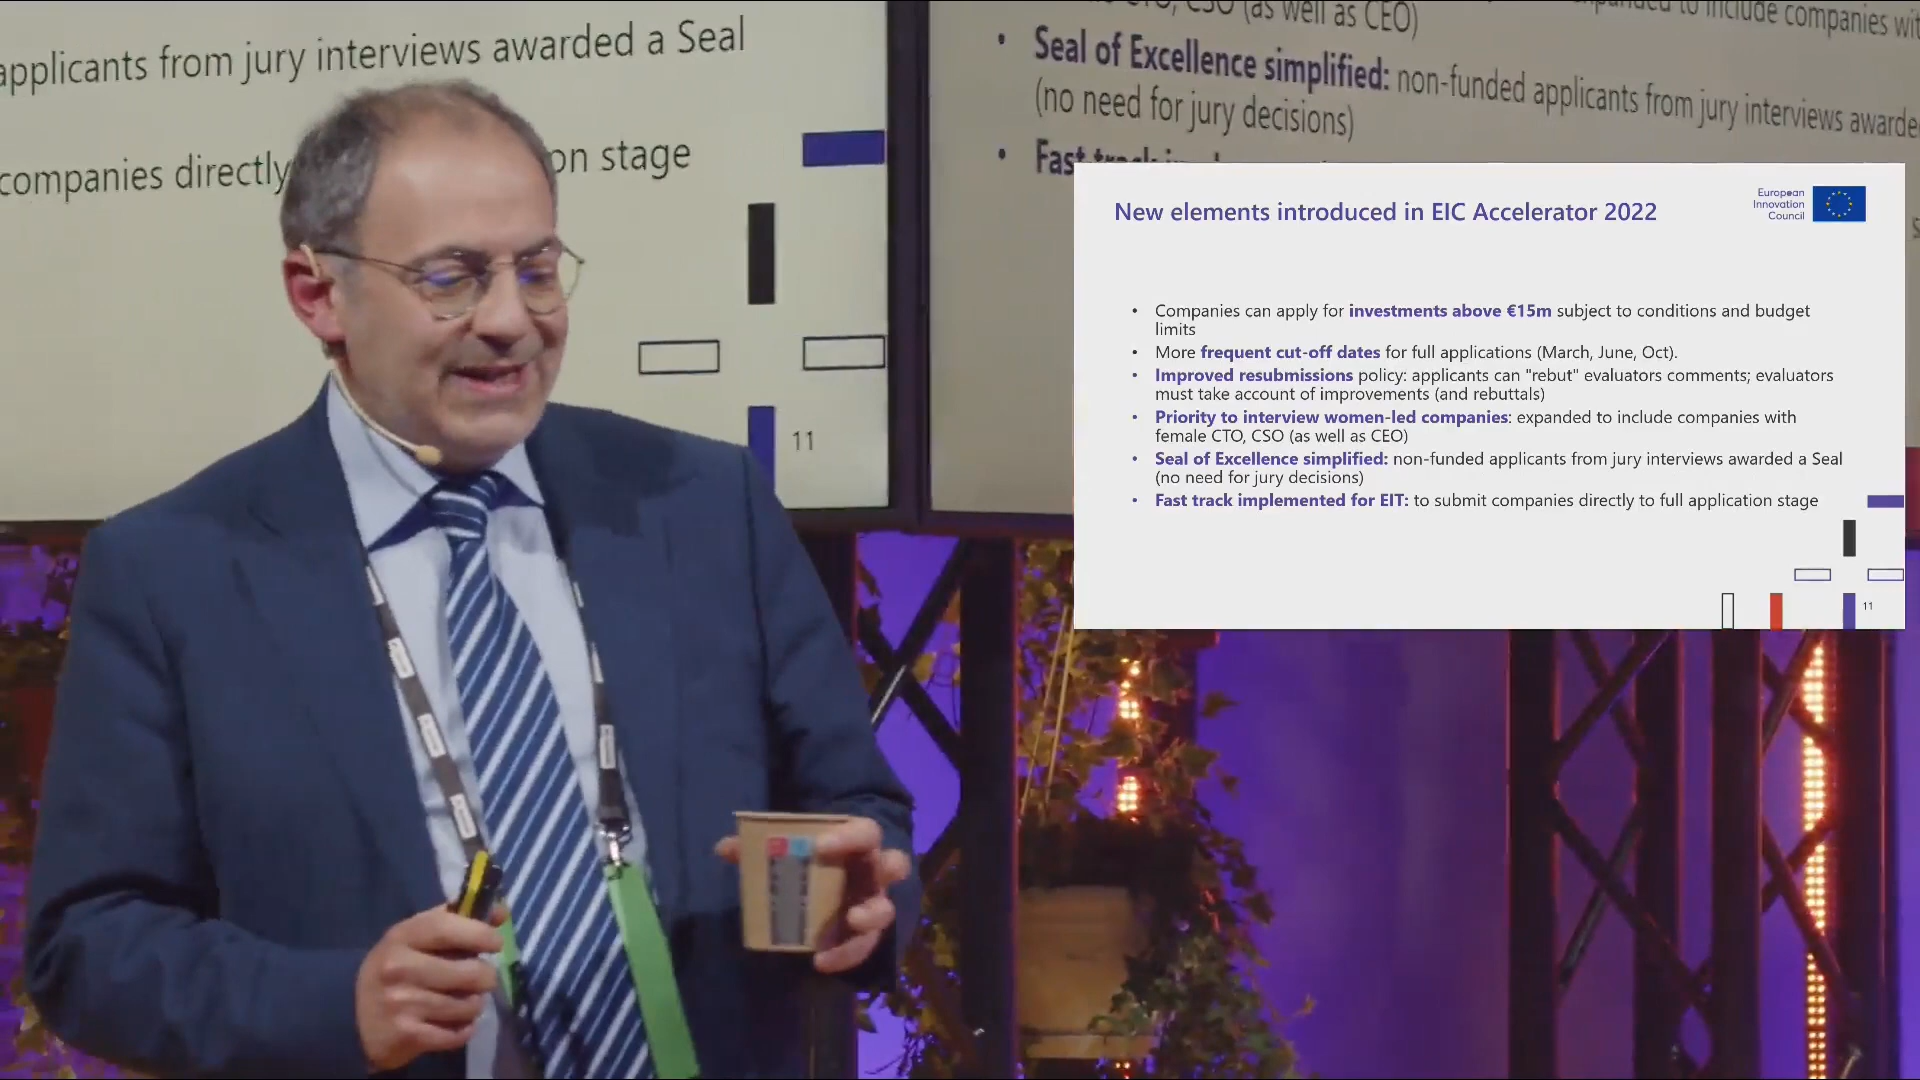 applicants from jury interviews awarded a Seal
companies directly on stage
11
CTO, CSO (as well as CEO)
to include companies with
• Seal of Excellence simplified: non-funded applicants from jury interviews awarded
(no need for jury decisions)
• Fast track
New elements introduced in EIC Accelerator 2022
European
Innovation
Council
• Companies can apply for investments above €15m subject to conditions and budget
limits
• More frequent cut-off dates for full applications (March, June, Oct).
• Improved resubmissions policy: applicants can "rebut" evaluators comments; evaluators
must take account of improvements (and rebuttals)
• Priority to interview women-led companies: expanded to include companies with
female CTO, CSO (as well as CEO)
• Seal of Excellence simplified: non-funded applicants from jury interviews awarded a Seal
(no need for jury decisions)
• Fast track implemented for EIT: to submit companies directly to full application stage
11